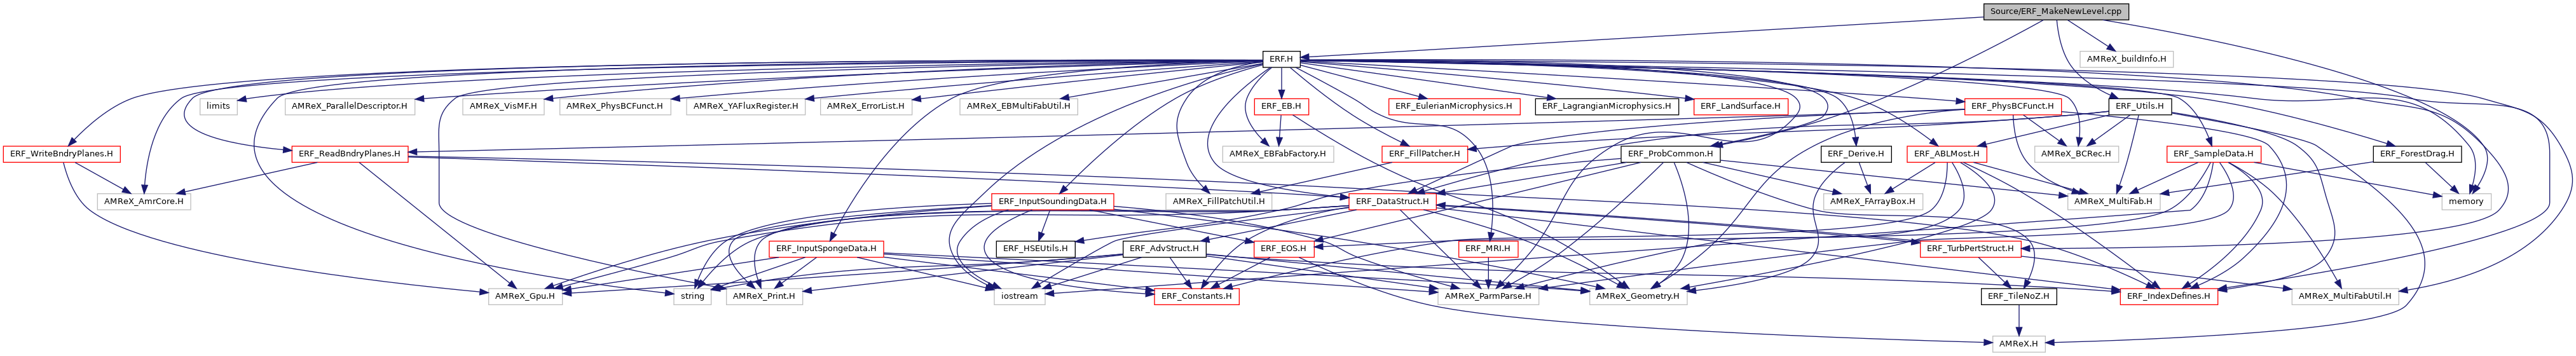 Source/ERF_MakeNewLevel.cpp
ERF.H
AMReX_buildInfo.H
limits
AMReX_ParallelDescriptor.H
AMReX_VisMF.H
AMReX_PhysBCFunct.H
AMReX_YAFluxRegister.H
AMReX_ErrorList.H
AMReX_EBMultiFabUtil.H
ERF_EB.H
ERF_EulerianMicrophysics.H
ERF_LagrangianMicrophysics.H
ERF_LandSurface.H
ERF_PhysBCFunct.H
ERF_Utils.H
ERF_WriteBndryPlanes.H
ERF_ReadBndryPlanes.H
AMReX_EBFabFactory.H
ERF_FillPatcher.H
ERF_ProbCommon.H
ERF_Derive.H
ERF_ABLMost.H
AMReX_BCRec.H
ERF_SampleData.H
ERF_ForestDrag.H
AMReX_AmrCore.H
ERF_InputSoundingData.H
AMReX_FillPatchUtil.H
ERF_DataStruct.H
AMReX_FArrayBox.H
AMReX_MultiFab.H
memory
ERF_InputSpongeData.H
ERF_HSEUtils.H
ERF_AdvStruct.H
ERF_EOS.H
ERF_MRI.H
ERF_TurbPertStruct.H
AMReX_Gpu.H
string
AMReX_Print.H
iostream
ERF_Constants.H
AMReX_ParmParse.H
AMReX_Geometry.H
ERF_TileNoZ.H
ERF_IndexDefines.H
AMReX_MultiFabUtil.H
AMReX.H